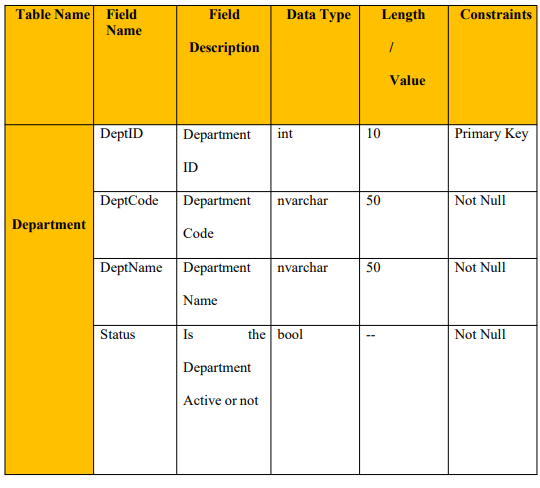 Table Name Field Name Field Description Data Type Length / Value Constraints
Department
DeptID Department ID int 10 Primary Key
DeptCode Department Code nvarchar 50 Not Null
DeptName Department Name nvarchar 50 Not Null
Status Is the Department Active or not bool -- Not Null